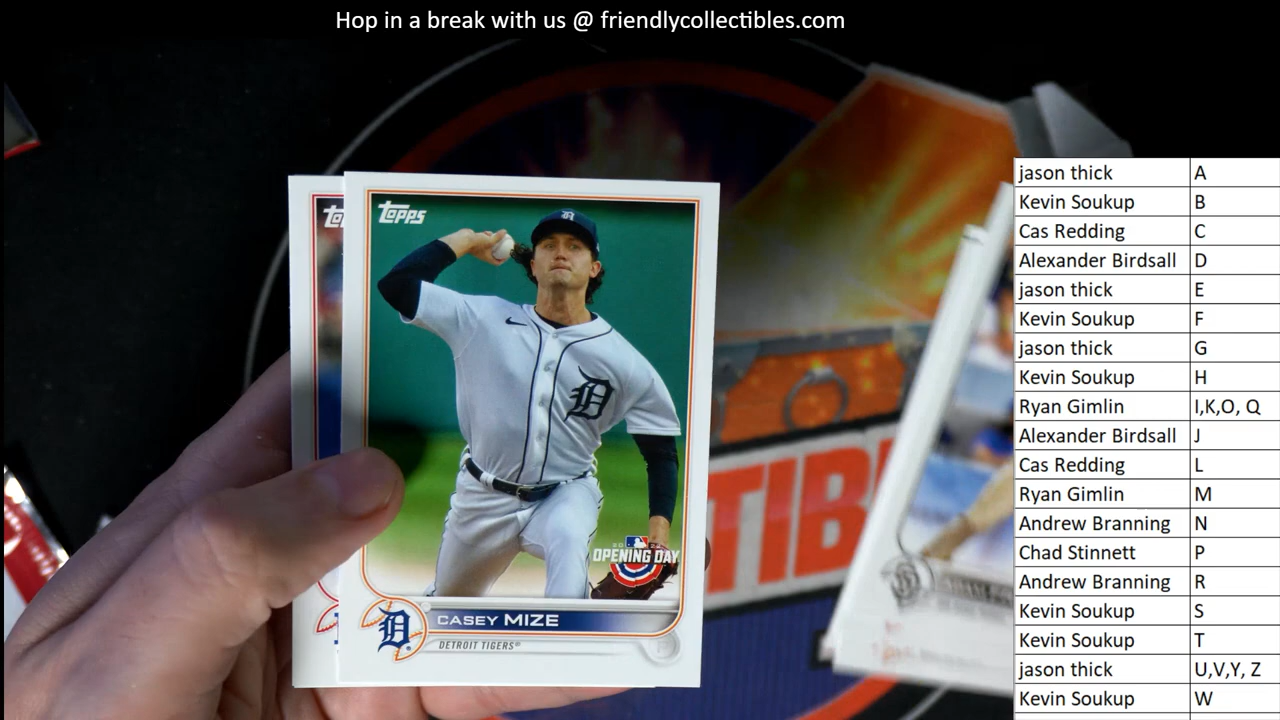 Hop in a break with us @ friendlycollectibles.com
Topps
OPENING DAY
CASEY MIZE
DETROIT TIGERS®
TIB
jason thick A
Kevin Soukup B
Cas Redding C
Alexander Birdsall D
jason thick E
Kevin Soukup F
jason thick G
Kevin Soukup H
Ryan Gimlin I,K,O, Q
Alexander Birdsall J
Cas Redding L
Ryan Gimlin M
Andrew Branning N
Chad Stinnett P
Andrew Branning R
Kevin Soukup S
Kevin Soukup T
jason thick U,V,Y, Z
Kevin Soukup W